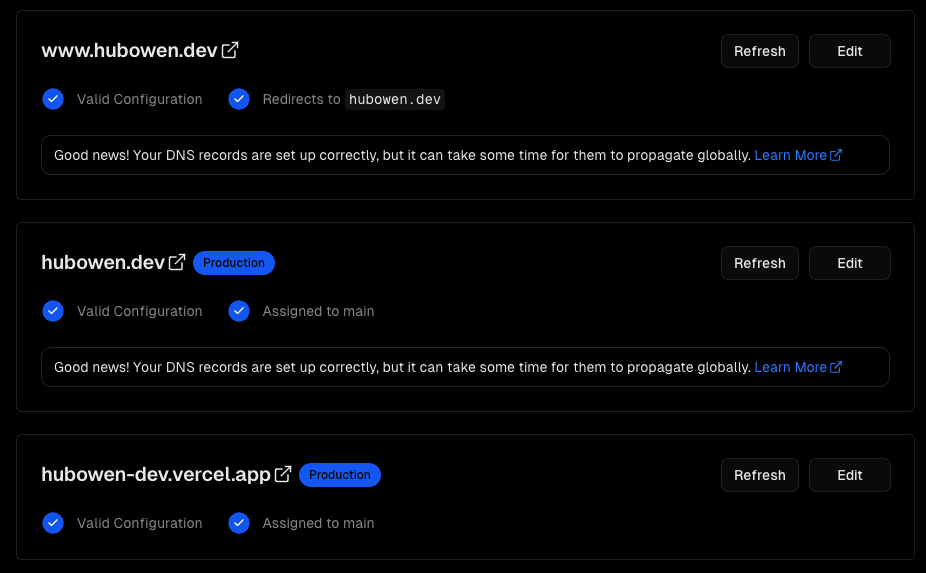 www.hubowen.dev
Refresh
Edit
Valid Configuration
Redirects to hubowen.dev
Good news! Your DNS records are set up correctly, but it can take some time for them to propagate globally. Learn More
hubowen.dev
Production
Refresh
Edit
Valid Configuration
Assigned to main
Good news! Your DNS records are set up correctly, but it can take some time for them to propagate globally. Learn More
hubowen-dev.vercel.app
Production
Refresh
Edit
Valid Configuration
Assigned to main